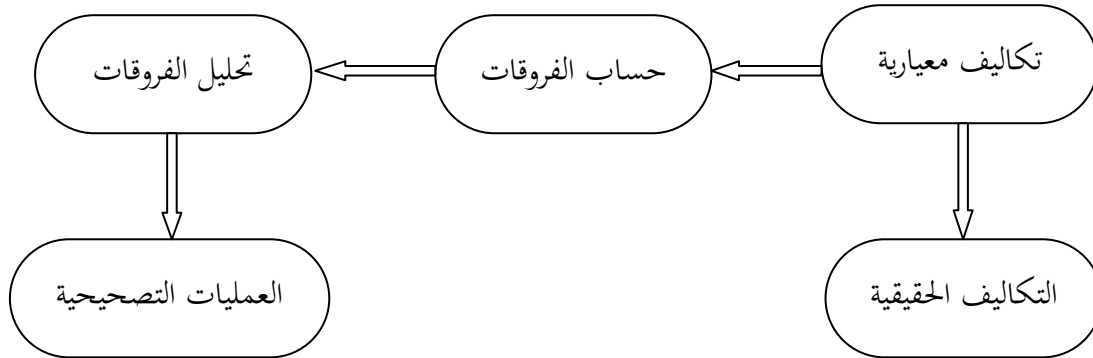 تكاليف معيارية
حساب الفروقات
تحليل الفروقات
التكاليف الحقيقية
العمليات التصحيحية